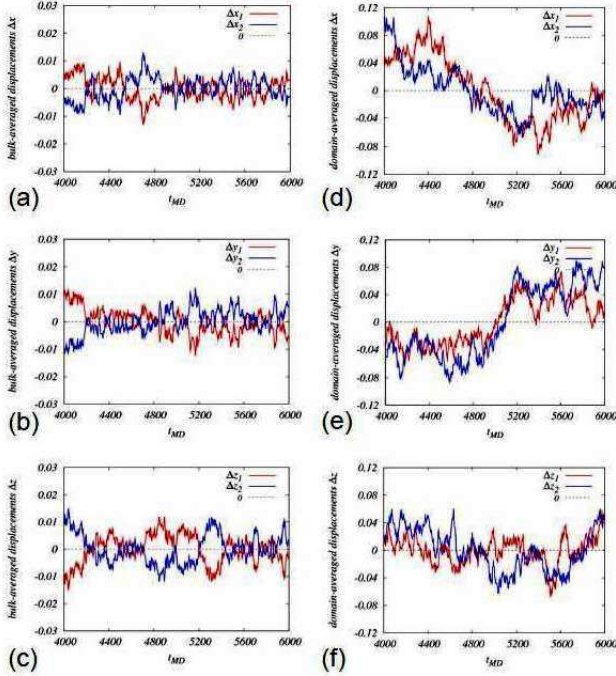 0.03
0.02
0.01
0
-0.01
-0.02
-0.03
4000 4400 4800 5200 5600 6000
bulk-averaged displacements Δx
t_MD
Δx₁
Δx₂
0
(a)
0.12
0.08
0.04
0
-0.04
-0.08
-0.12
4000 4400 4800 5200 5600 6000
domain-averaged displacements Δx
t_MD
Δx₁
Δx₂
0
(d)
0.03
0.02
0.01
0
-0.01
-0.02
-0.03
4000 4400 4800 5200 5600 6000
bulk-averaged displacements Δy
t_MD
Δy₁
Δy₂
0
(b)
0.12
0.08
0.04
0
-0.04
-0.08
-0.12
4000 4400 4800 5200 5600 6000
domain-averaged displacements Δy
t_MD
Δy₁
Δy₂
0
(e)
0.03
0.02
0.01
0
-0.01
-0.02
-0.03
4000 4400 4800 5200 5600 6000
bulk-averaged displacements Δz
t_MD
Δz₁
Δz₂
0
(c)
0.12
0.08
0.04
0
-0.04
-0.08
-0.12
4000 4400 4800 5200 5600 6000
domain-averaged displacements Δz
t_MD
Δz₁
Δz₂
0
(f)